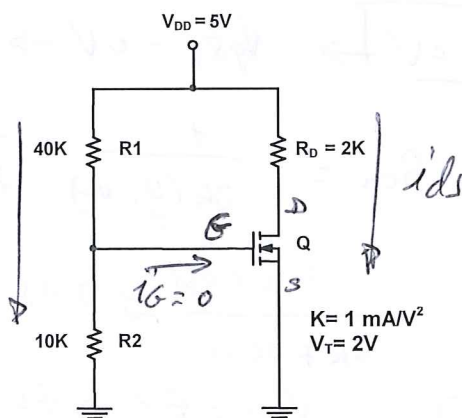 V_DD = 5V
40K R1
R_D = 2K
ids
D
G
Q
iG = 0
S
K= 1 mA/V²
V_T= 2V
10K R2